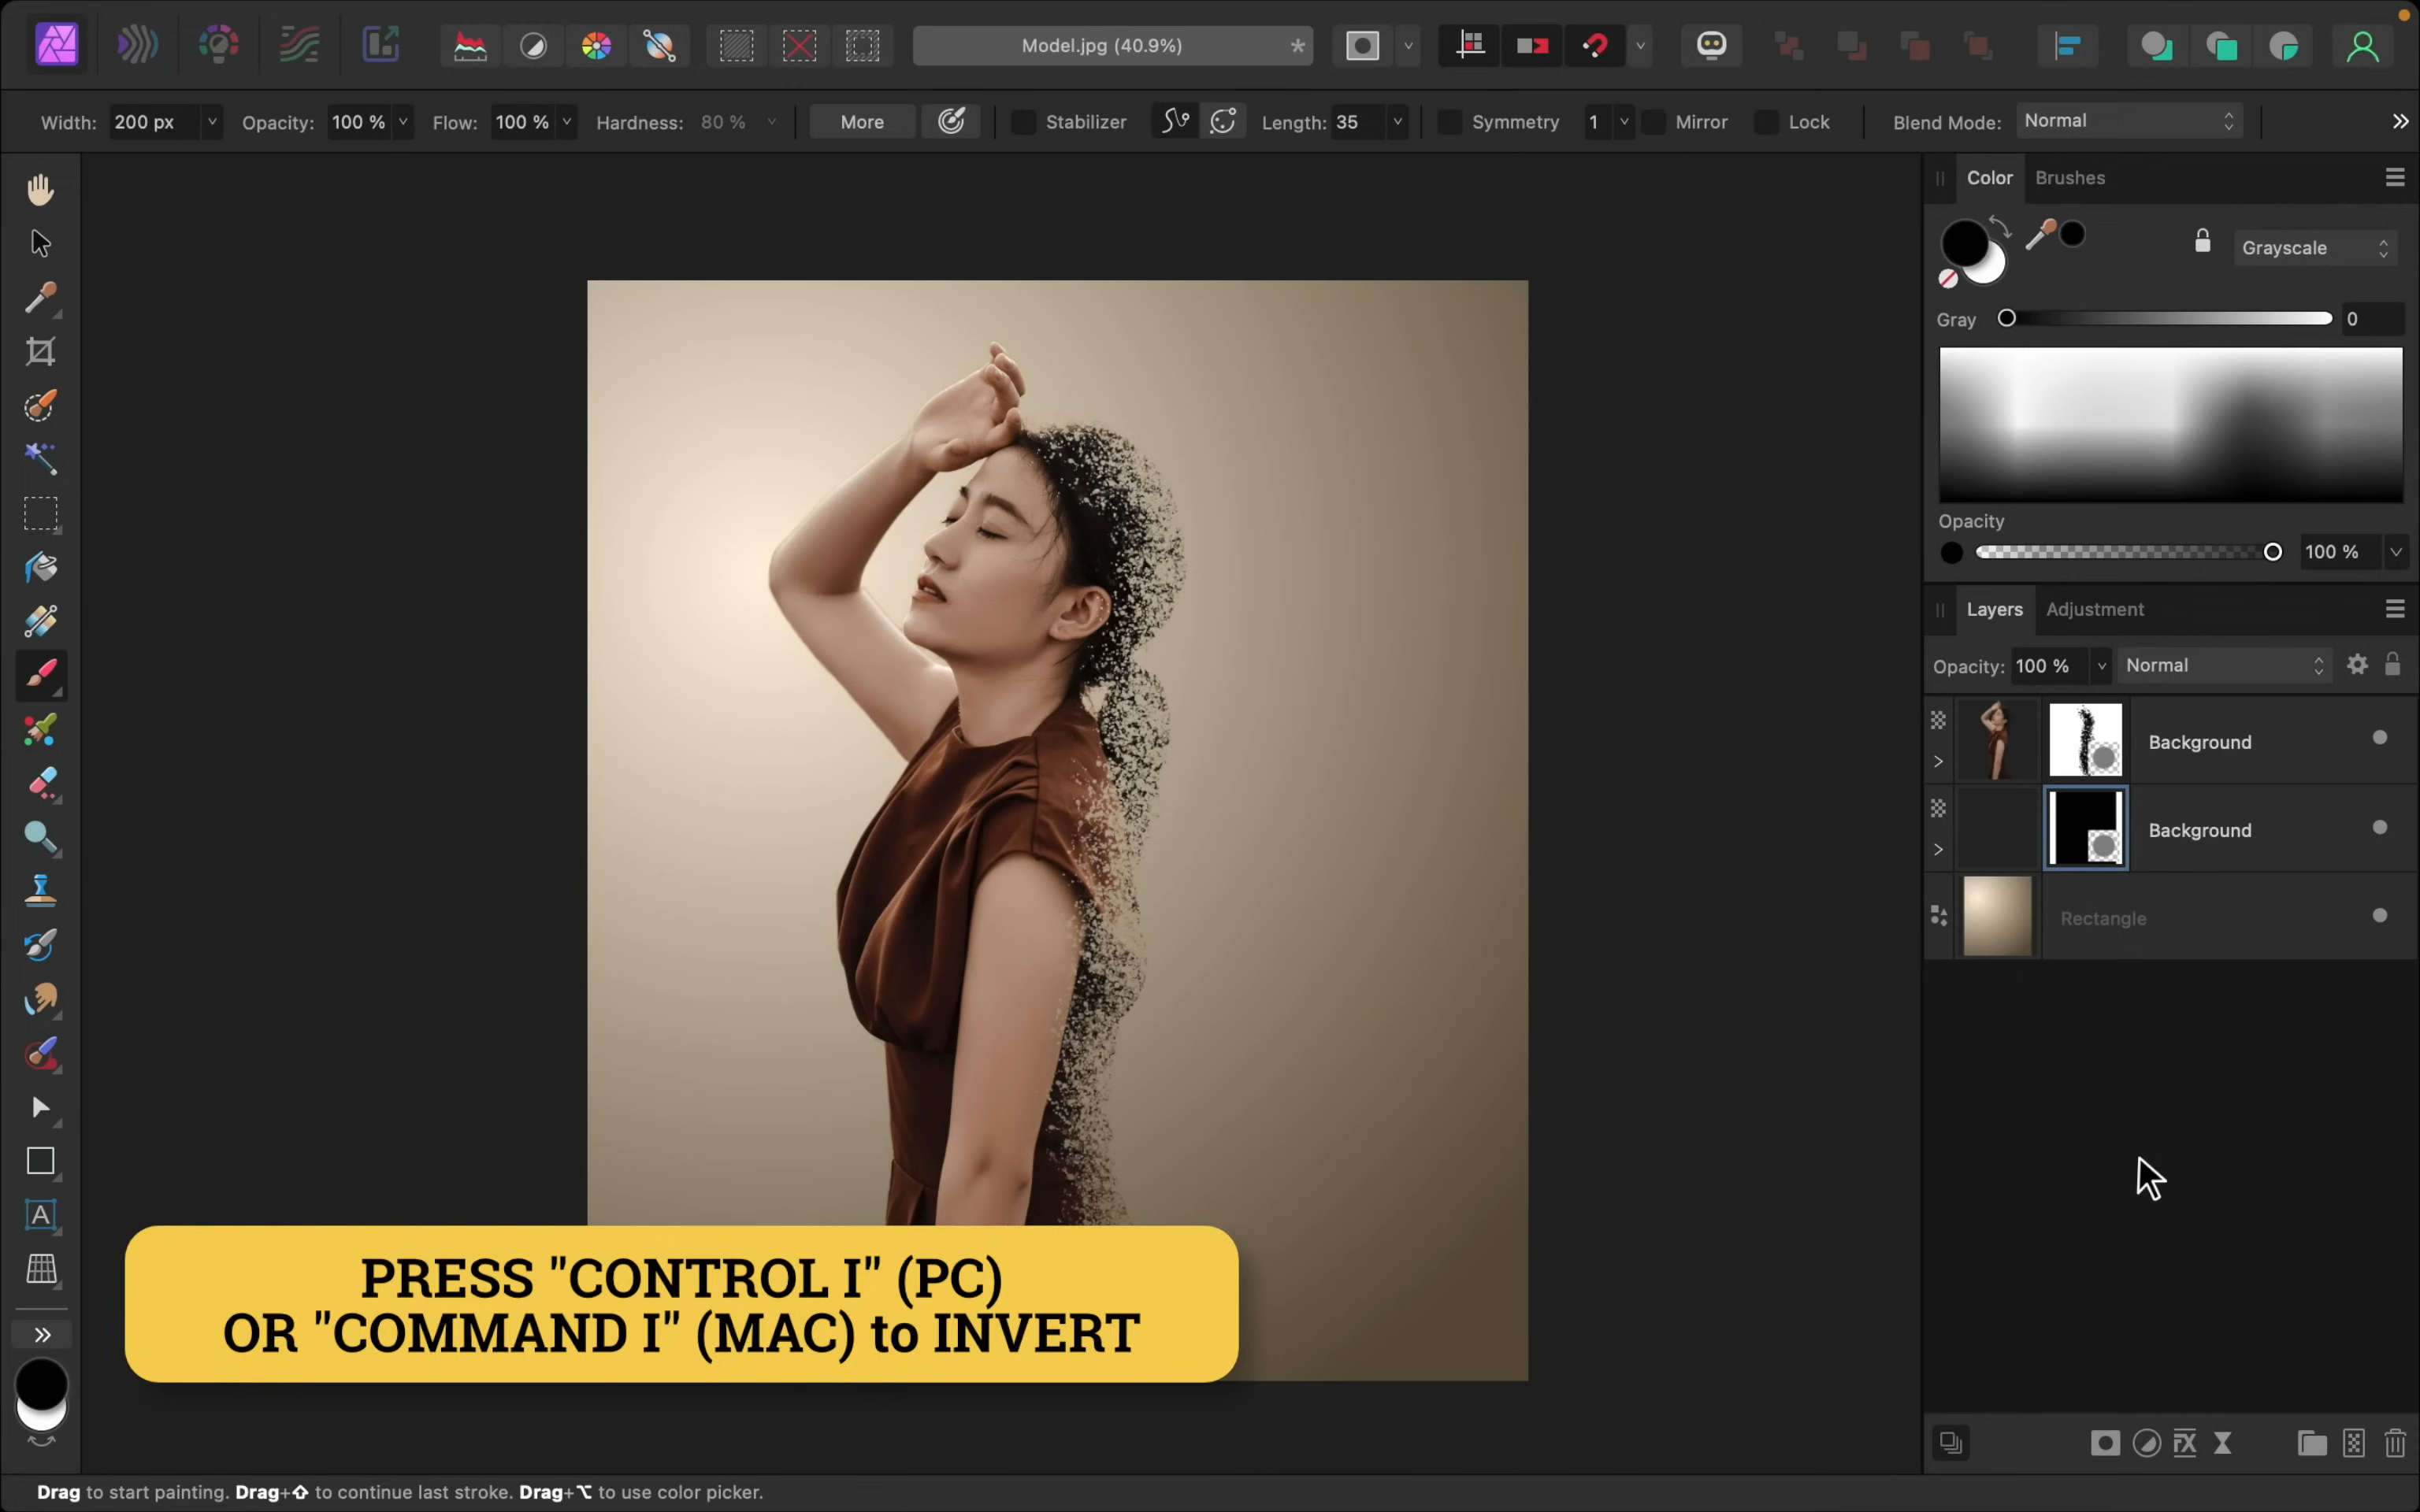 Model.jpg (40.9%)
*
Width: 200 px Opacity: 100 % Flow: 100 % Hardness: 80 % More Stabilizer Length: 35 Symmetry 1 Mirror Lock Blend Mode: Normal
Color Brushes
Grayscale
Gray 0
Opacity
100 %
Layers Adjustment
Opacity: 100 % Normal
Background
Background
Rectangle
A
FX
PRESS "CONTROL I" (PC)
OR "COMMAND I" (MAC) to INVERT
Drag to start painting. Drag+⇧ to continue last stroke. Drag+⌥ to use color picker.